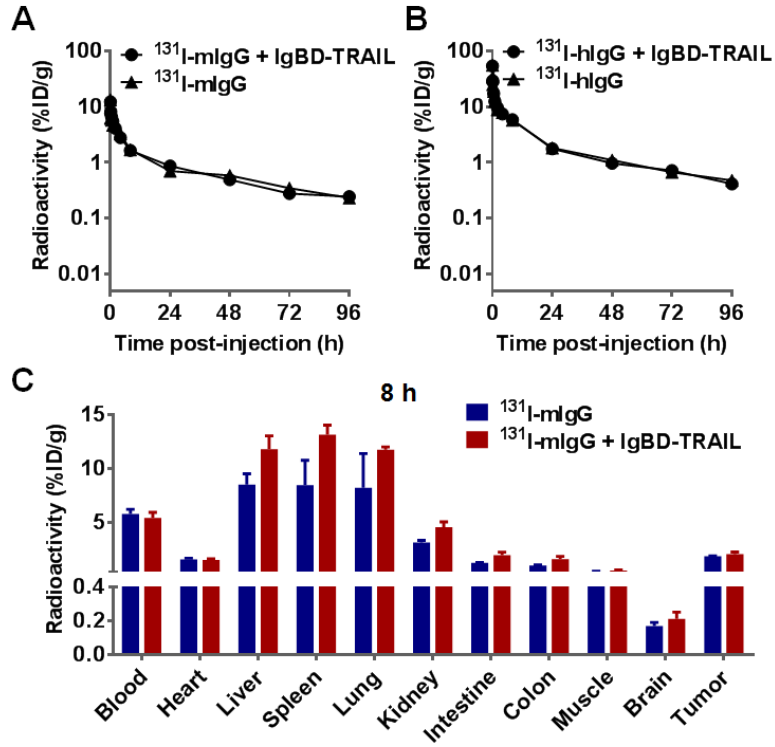 A
Radioactivity (%ID/g)
100
10
1
0.1
0.01
¹³¹I-mIgG + IgBD-TRAIL
¹³¹I-mIgG
0 24 48 72 96
Time post-injection (h)
B
Radioactivity (%ID/g)
100
10
1
0.1
0.01
¹³¹I-hIgG + IgBD-TRAIL
¹³¹I-hIgG
0 24 48 72 96
Time post-injection (h)
C
8 h
Radioactivity (%ID/g)
15
10
5
0.4
0.2
0.0
¹³¹I-mIgG
¹³¹I-mIgG + IgBD-TRAIL
Blood
Heart
Liver
Spleen
Lung
Kidney
Intestine
Colon
Muscle
Brain
Tumor